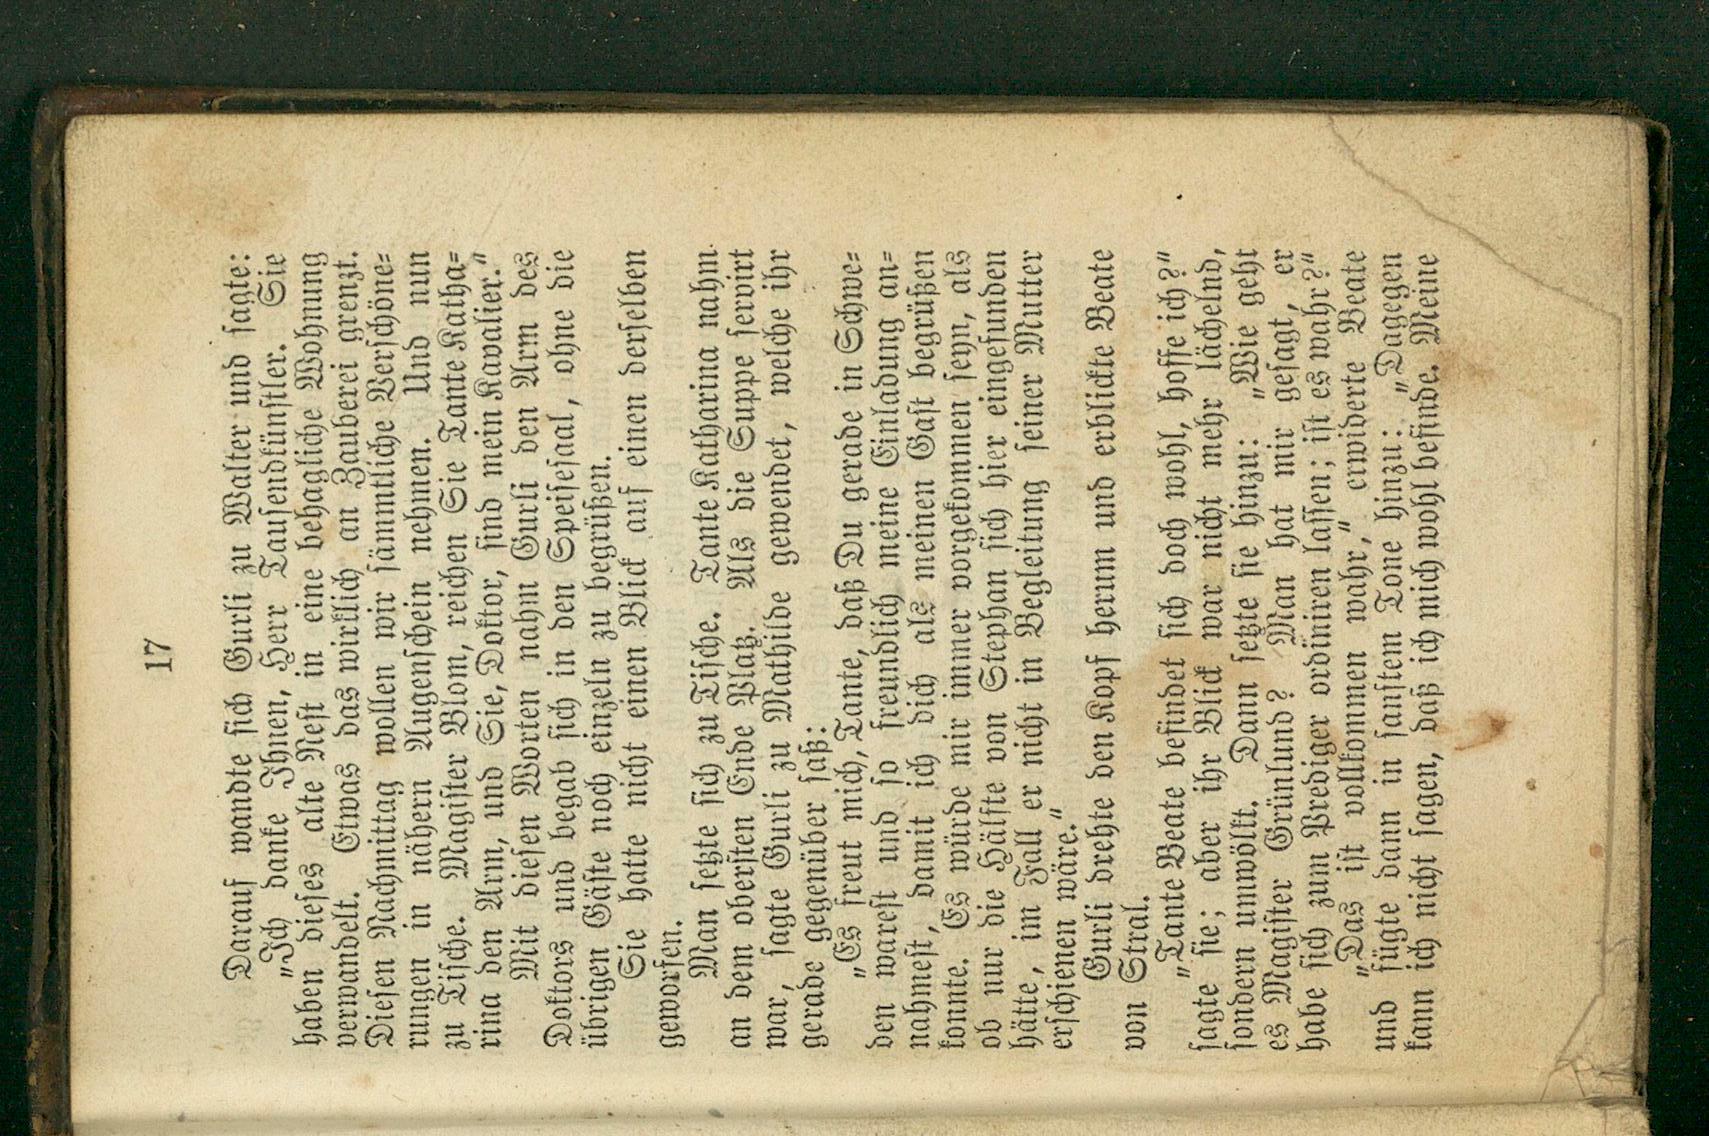 17
Darauf wandte sich Gurli zu Walter und sagte:
„Ich danke Ihnen, Herr Tausendkünstler. Sie
haben dieses alte Nest in eine behagliche Wohnung
verwandelt. Etwas das wirklich an Zauberei grenzt.
Diesen Nachmittag wollen wir sämmtliche Verschöne=
rungen in nähern Augenschein nehmen. Und nun
zu Tische. Magister Blom, reichen Sie Tante Katha=
rina den Arm, und Sie, Doktor, sind mein Kavalier.“
Mit diesen Worten nahm Gurli den Arm des
Doktors und begab sich in den Speisesaal, ohne die
übrigen Gäste noch einzeln zu begrüßen.
Sie hatte nicht einen Blick auf einen derselben
geworfen.
Man setzte sich zu Tische. Tante Katharina nahm
an dem obersten Ende Platz. Als die Suppe servirt
war, sagte Gurli zu Mathilde gewendet, welche ihr
gerade gegenüber saß:
„Es freut mich, Tante, daß Du gerade in Schwe=
den warest und so freundlich meine Einladung an=
nahmest, damit ich dich als meinen Gast begrüßen
konnte. Es würde mir immer vorgekommen seyn, als
ob nur die Hälfte von Stephan sich hier eingefunden
hätte, im Fall er nicht in Begleitung seiner Mutter
erschienen wäre.“
Gurli drehte den Kopf herum und erblickte Beate
von Stral.
„Tante Beate befindet sich doch wohl, hoffe ich?“
sagte sie; aber ihr Blick war nicht mehr lächelnd,
sondern umwölkt. Dann setzte sie hinzu: „Wie geht
es Magister Grünlund? Man hat mir gesagt, er
habe sich zum Prediger ordiniren lassen; ist es wahr?“
„Das ist vollkommen wahr,“ erwiderte Beate
und fügte dann in sanftem Tone hinzu: „Dagegen
kann ich nicht sagen, daß ich mich wohl befinde. Meine